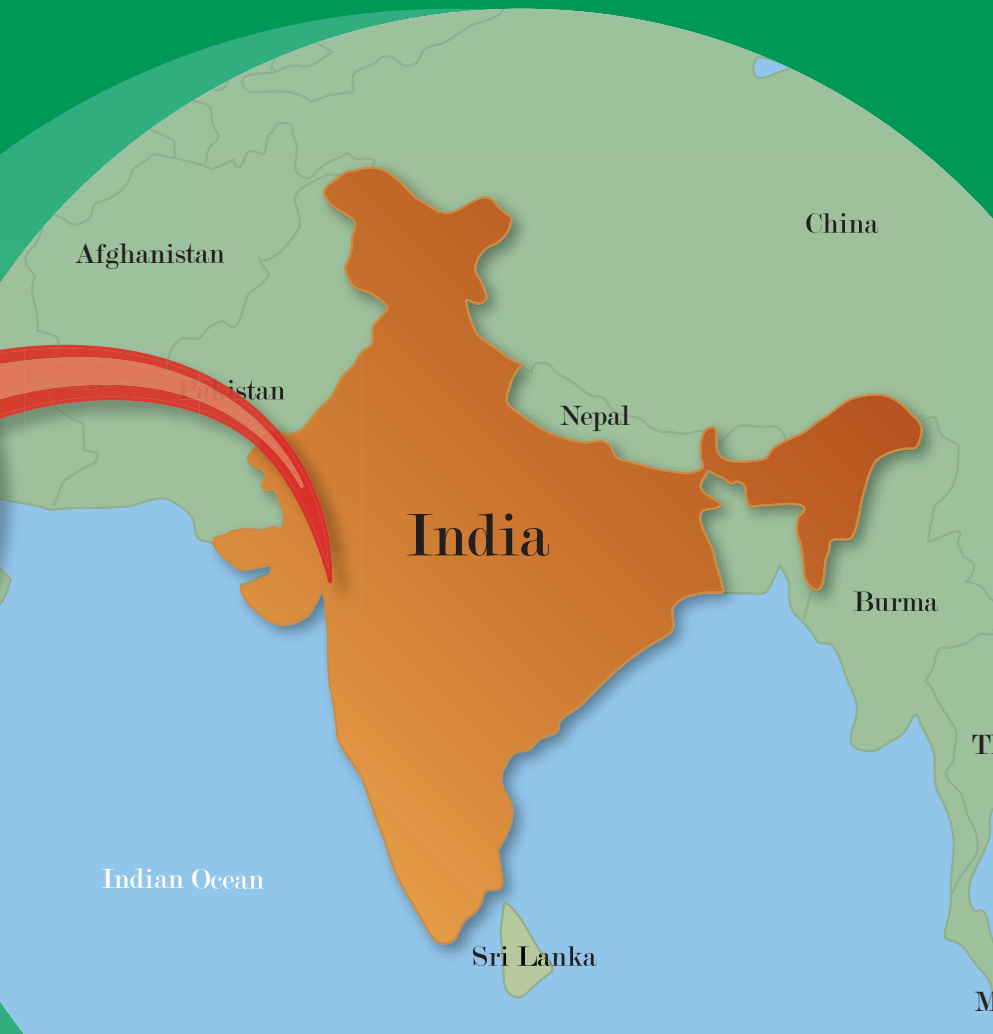 China
Afghanistan
Pakistan
Nepal
India
Burma
Indian Ocean
Sri Lanka